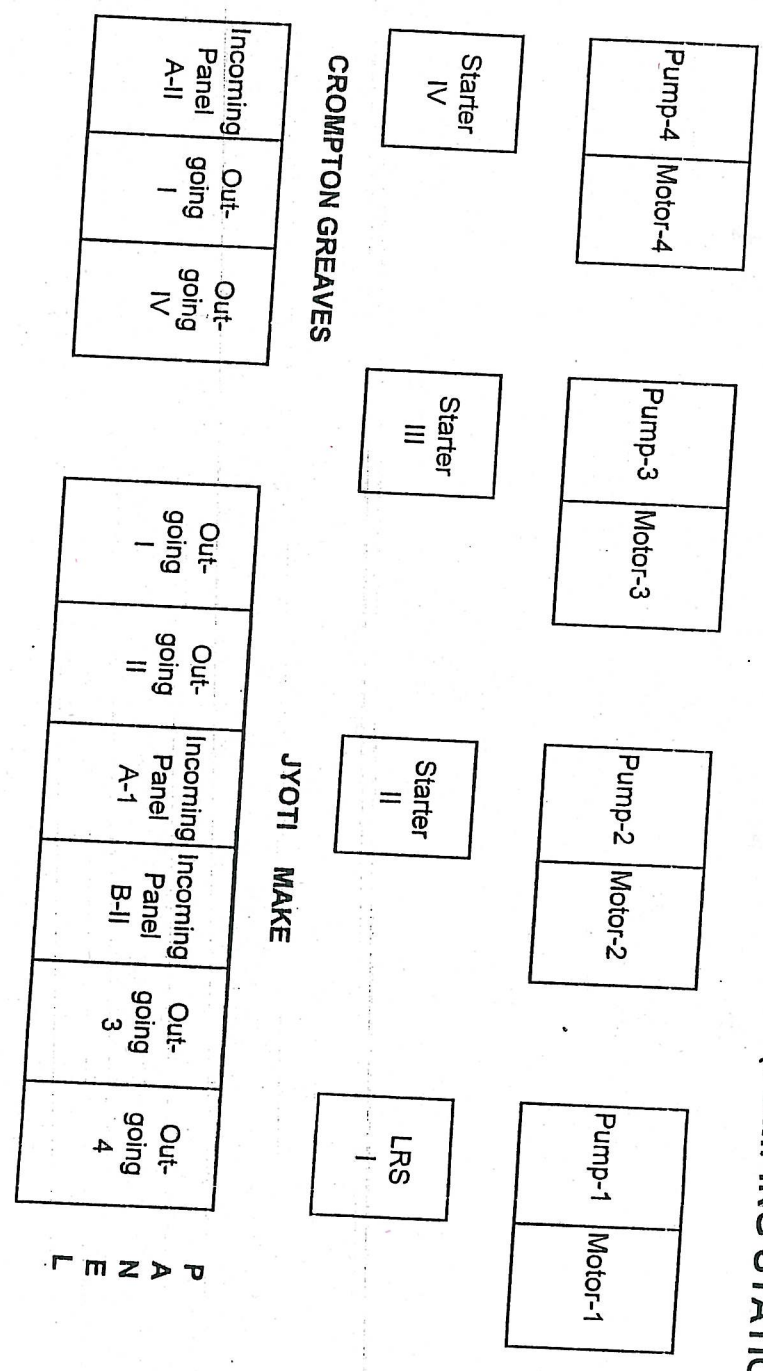 Pump-4
Motor-4
Pump-3
Motor-3
Pump-2
Motor-2
Pump-1
Motor-1
Starter
IV
Starter
III
Starter
II
LRS
I
CROMPTON GREAVES
JYOTI MAKE
Incoming
Panel
A-II
Out-
going
I
Out-
going
IV
Out-
going
I
Out-
going
II
Incoming
Panel
A-1
Incoming
Panel
B-II
Out-
going
3
Out-
going
4
P
A
N
E
L